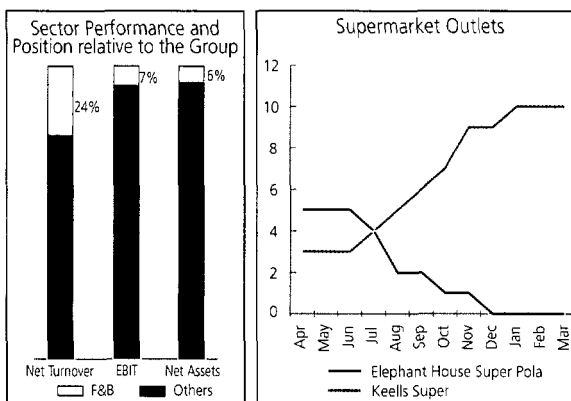 Sector Performance and
Position relative to the Group
24%
7%
6%
Net Turnover EBIT Net Assets
F&B Others
Supermarket Outlets
12
10
8
6
4
2
0
Apr May Jun Jul Aug Sep Oct Nov Dec Jan Feb Mar
Elephant House Super Pola
Keells Super